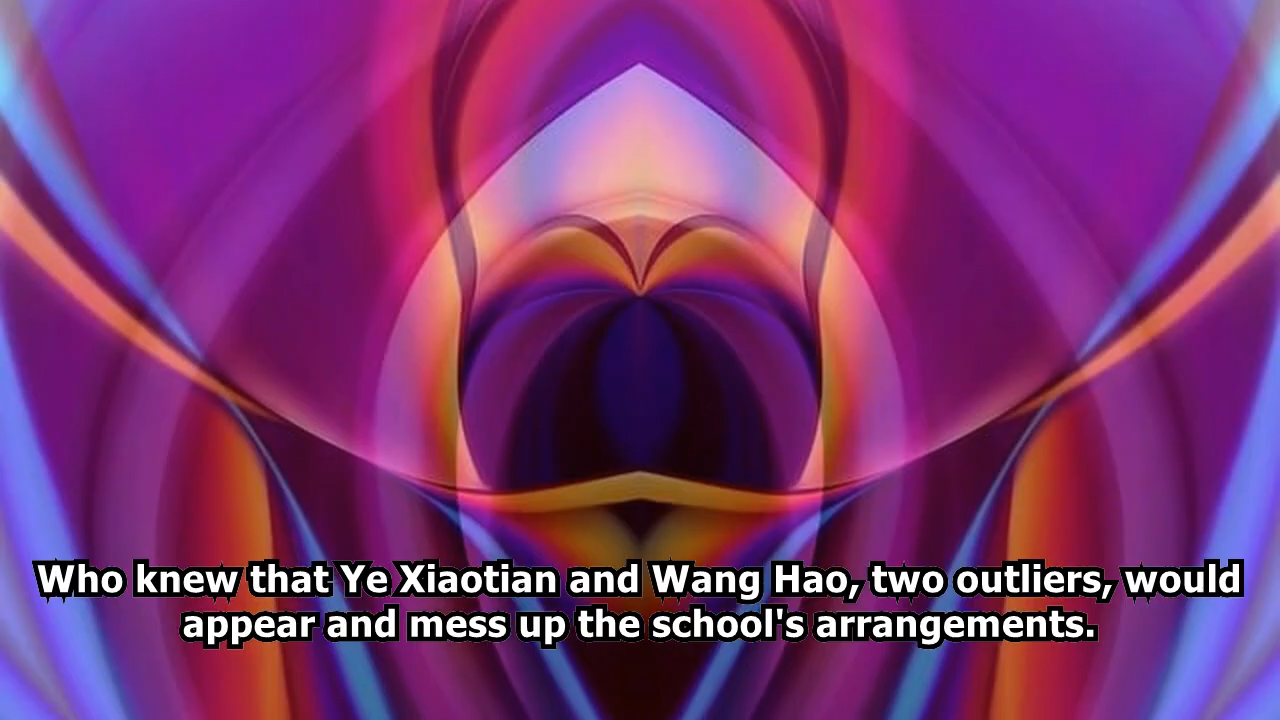 Who knew that Ye Xiaotian and Wang Hao, two outliers, would
appear and mess up the school's arrangements.